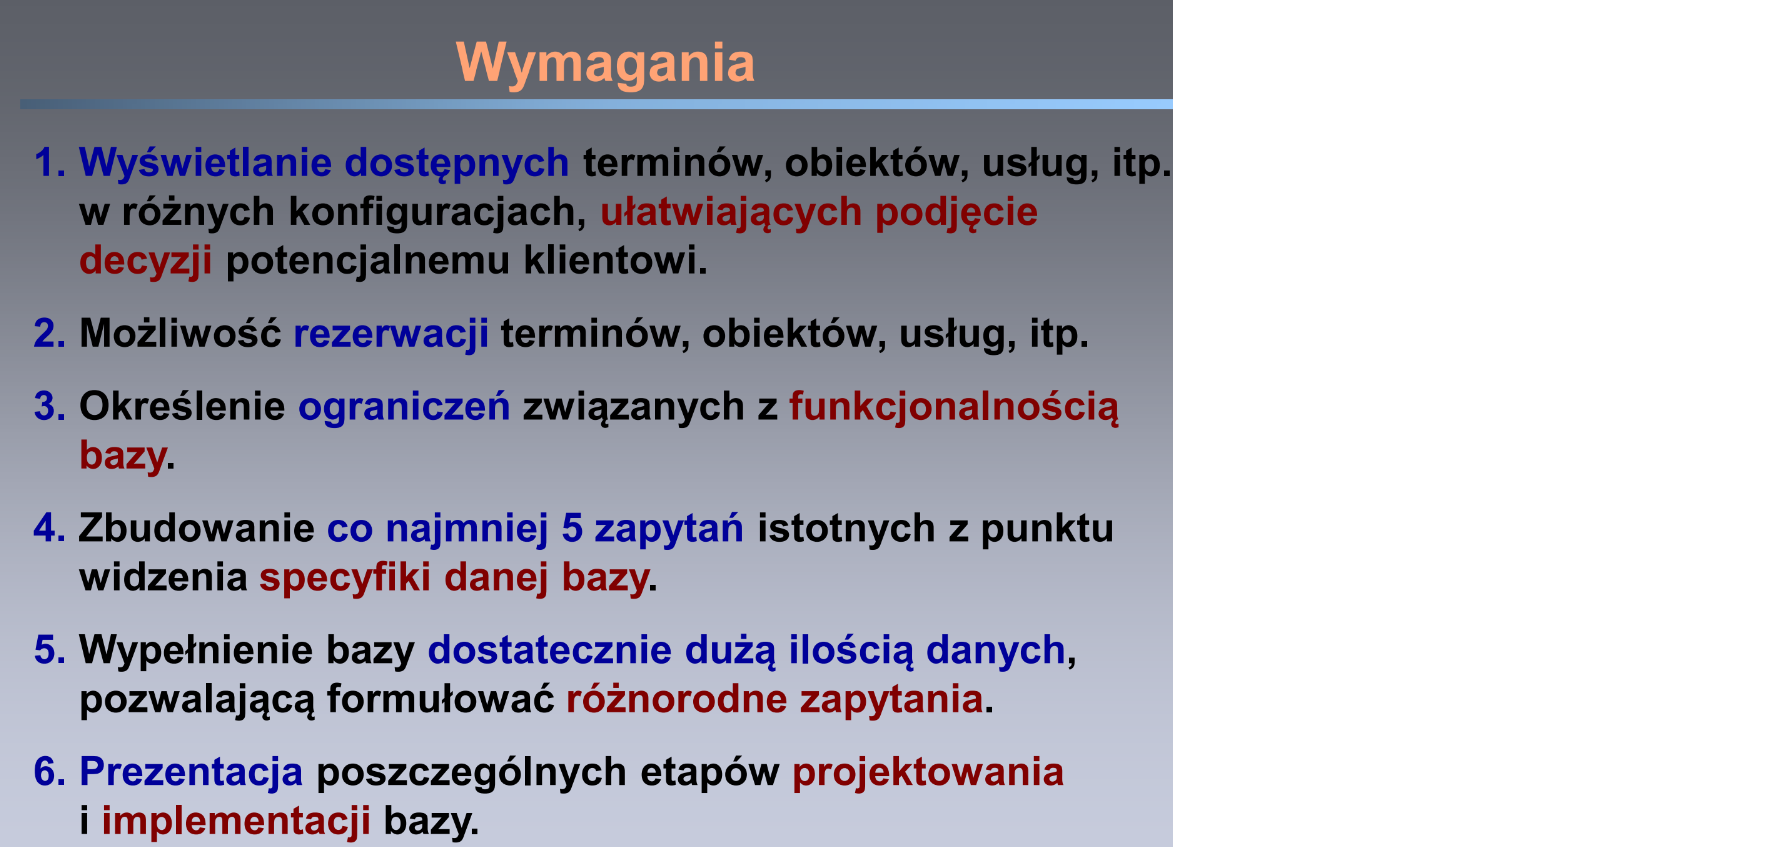 Wymagania
1. Wyświetlanie dostępnych terminów, obiektów, usług, itp.
w różnych konfiguracjach, ułatwiających podjęcie
decyzji potencjalnemu klientowi.
2. Możliwość rezerwacji terminów, obiektów, usług, itp.
3. Określenie ograniczeń związanych z funkcjonalnością
bazy.
4. Zbudowanie co najmniej 5 zapytań istotnych z punktu
widzenia specyfiki danej bazy.
5. Wypełnienie bazy dostatecznie dużą ilością danych,
pozwalającą formułować różnorodne zapytania.
6. Prezentacja poszczególnych etapów projektowania
i implementacji bazy.